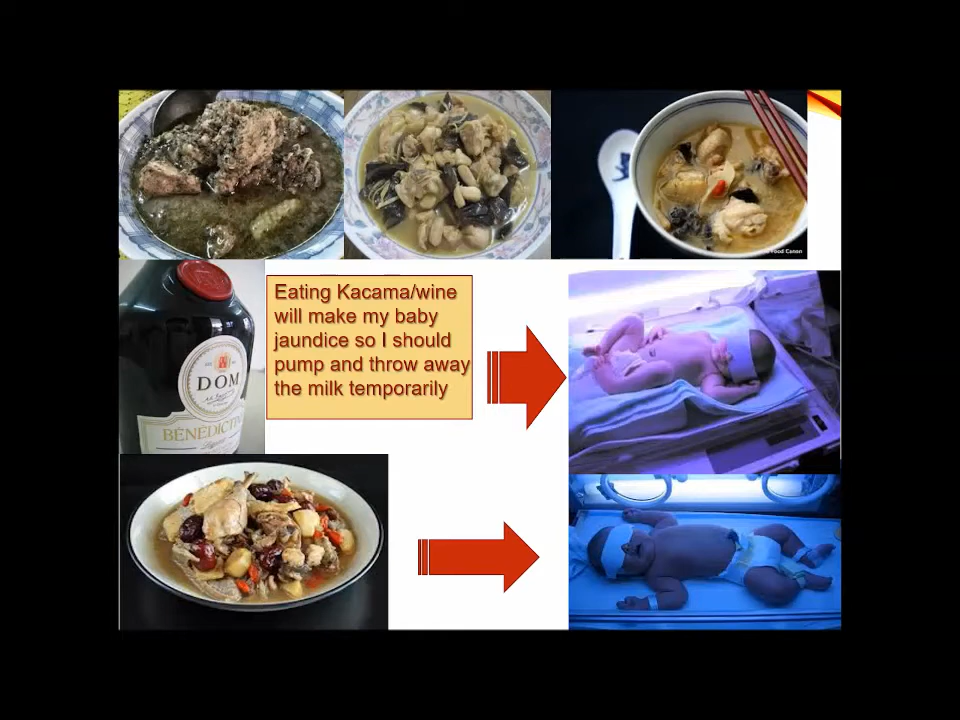 Food Canon
DOM
BÉNÉDICTIN
Eating Kacama/wine
will make my baby
jaundice so I should
pump and throw away
the milk temporarily